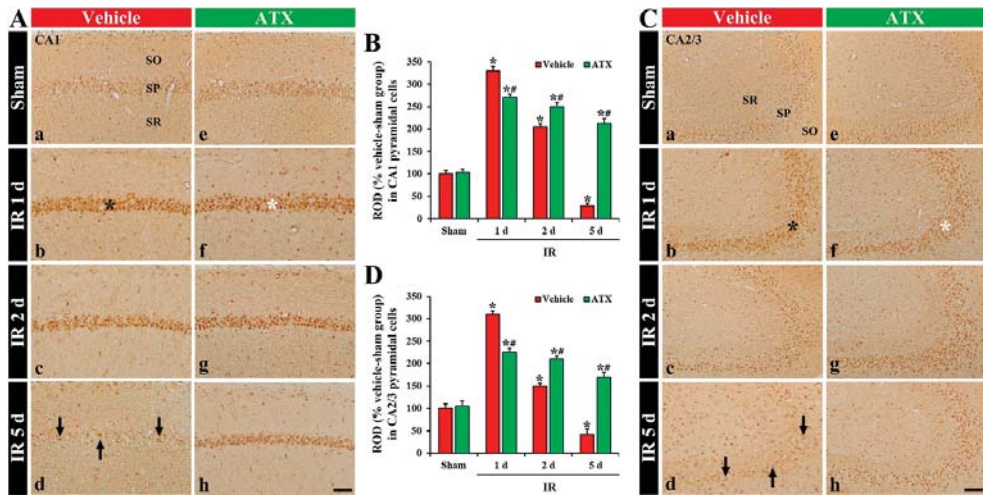 A
Vehicle
ATX
Sham
CA1
SO
SP
SR
a
e
IR 1 d
*
*
b
f
IR 2 d
c
g
IR 5 d
d
h
B
Vehicle ATX
ROD (% vehicle-sham group)
in CA1 pyramidal cells
350
300
250
200
150
100
50
0
*
*#
*
*#
*
*#
Sham 1 d 2 d 5 d
IR
D
Vehicle ATX
ROD (% vehicle-sham group)
in CA2/3 pyramidal cells
350
300
250
200
150
100
50
0
*
*#
*
*#
*
*#
Sham 1 d 2 d 5 d
IR
C
Vehicle
ATX
Sham
CA2/3
SR
SP
SO
a
e
IR 1 d
*
*
b
f
IR 2 d
c
g
IR 5 d
d
h